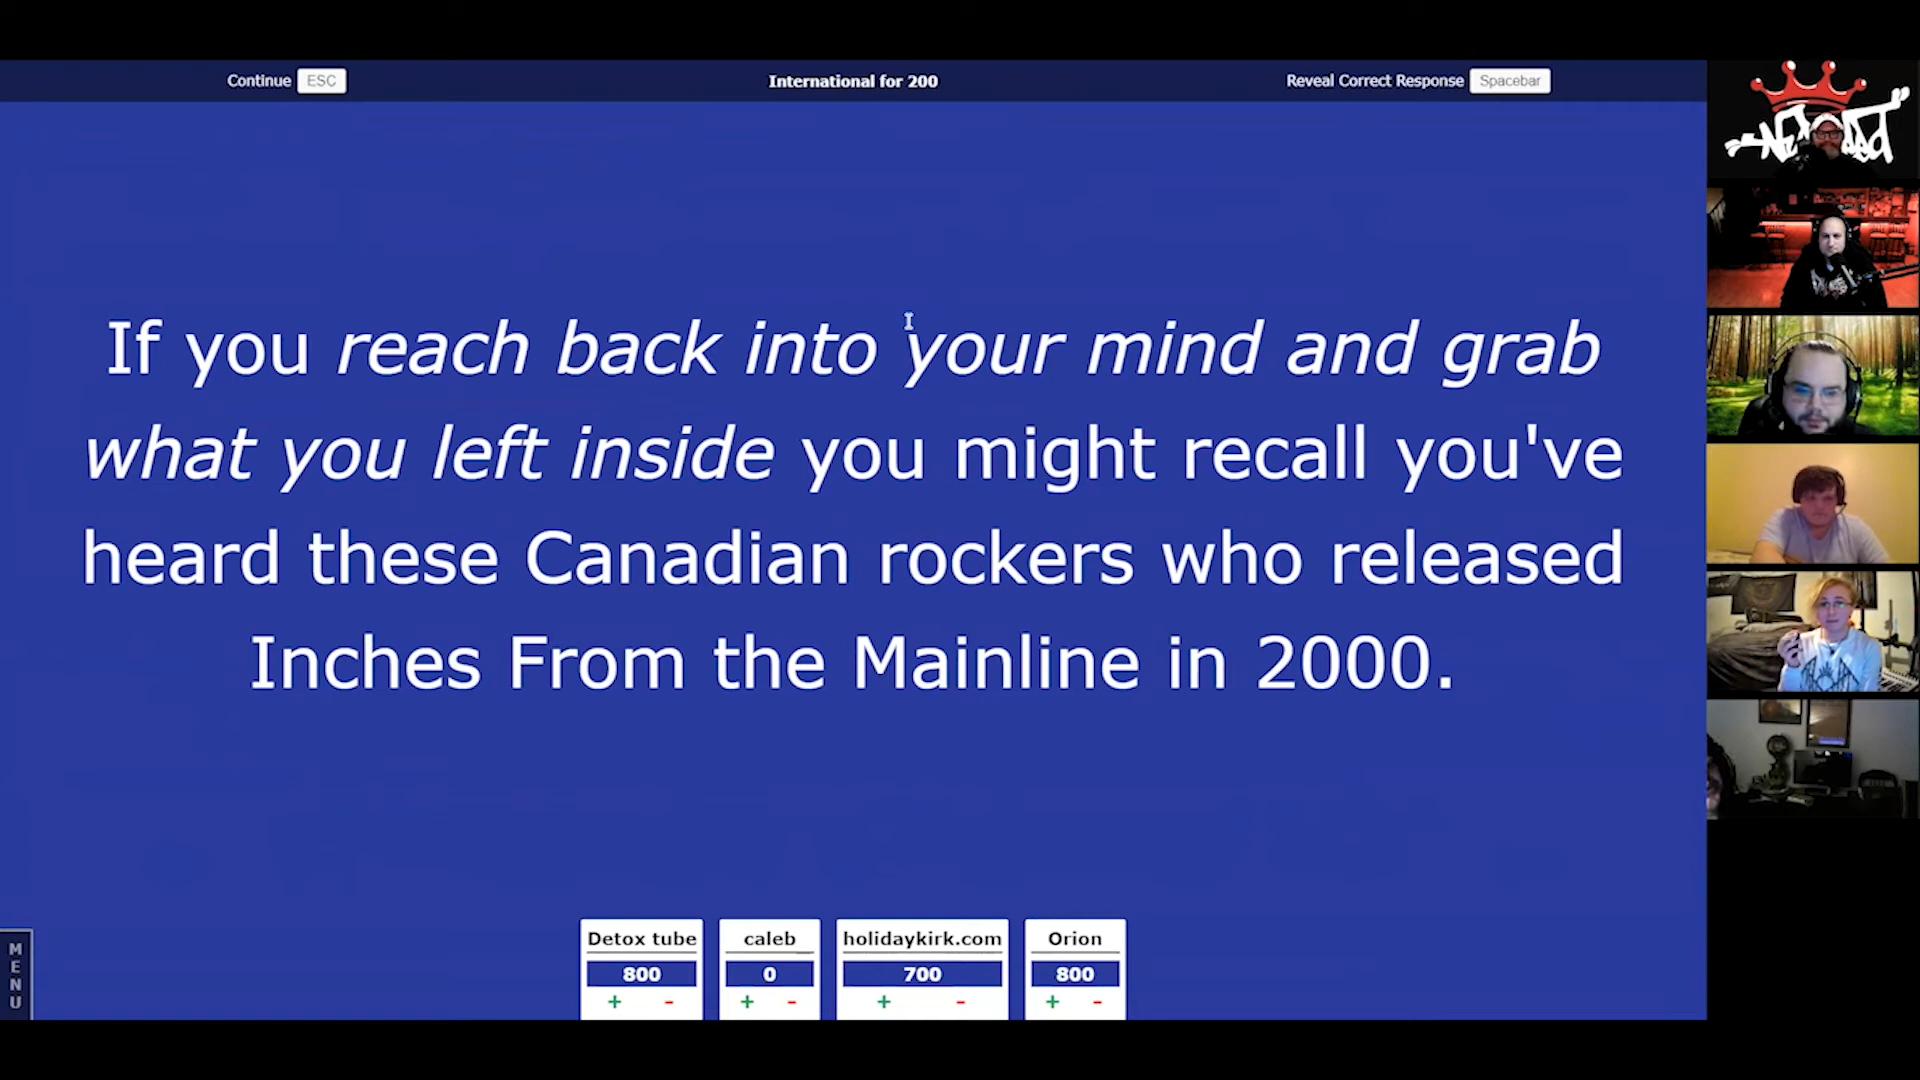 Continue ESC
International for 200
Reveal Correct Response Spacebar
If you reach back into your mind and grab
what you left inside you might recall you've
heard these Canadian rockers who released
Inches From the Mainline in 2000.
MENU
Detox tube caleb holidaykirk.com Orion
800 0 700 800
+ - + - + - + -